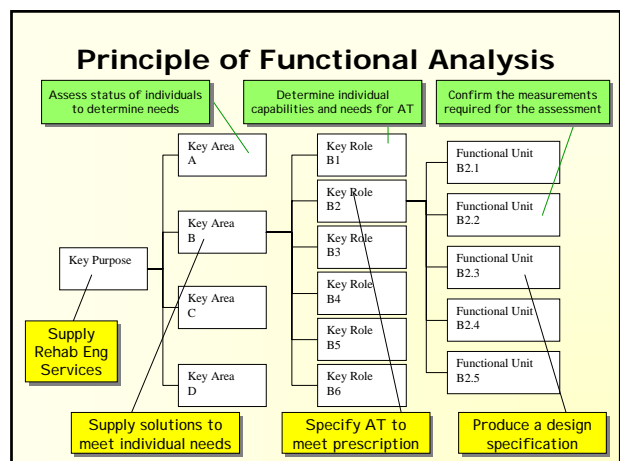 Principle of Functional Analysis
Assess status of individuals
to determine needs
Determine individual
capabilities and needs for AT
Confirm the measurements
required for the assessment
Key Area
A
Key Role
B1
Functional Unit
B2.1
Key Role
B2
Functional Unit
B2.2
Key Area
B
Key Role
B3
Key Purpose
Functional Unit
B2.3
Key Area
C
Key Role
B4
Functional Unit
B2.4
Key Role
B5
Functional Unit
B2.5
Key Area
D
Key Role
B6
Supply
Rehab Eng
Services
Supply solutions to
meet individual needs
Specify AT to
meet prescription
Produce a design
specification